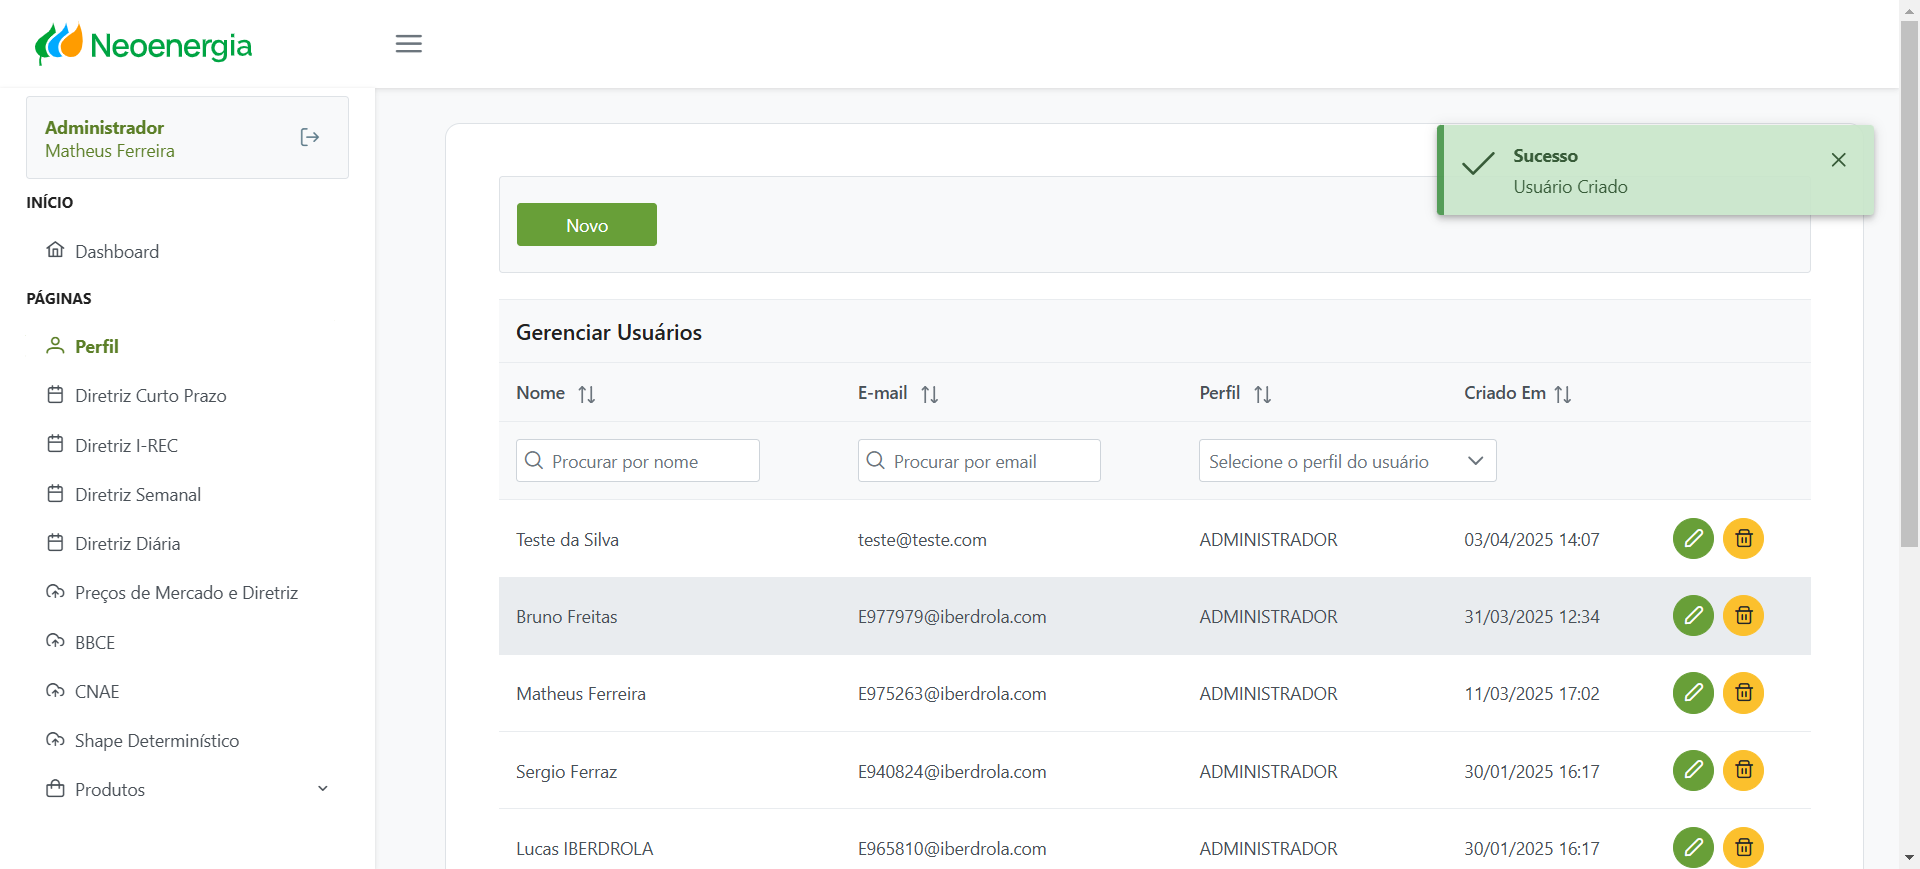 Neoenergia
Administrador
Matheus Ferreira
INÍCIO
Dashboard
PÁGINAS
Perfil
Diretriz Curto Prazo
Diretriz I-REC
Diretriz Semanal
Diretriz Diária
Preços de Mercado e Diretriz
BBCE
CNAE
Shape Determinístico
Produtos
Sucesso
Usuário Criado
Novo
Gerenciar Usuários
Nome E-mail Perfil Criado Em
Procurar por nome Procurar por email Selecione o perfil do usuário
Teste da Silva teste@teste.com ADMINISTRADOR 03/04/2025 14:07
Bruno Freitas E977979@iberdrola.com ADMINISTRADOR 31/03/2025 12:34
Matheus Ferreira E975263@iberdrola.com ADMINISTRADOR 11/03/2025 17:02
Sergio Ferraz E940824@iberdrola.com ADMINISTRADOR 30/01/2025 16:17
Lucas IBERDROLA E965810@iberdrola.com ADMINISTRADOR 30/01/2025 16:17